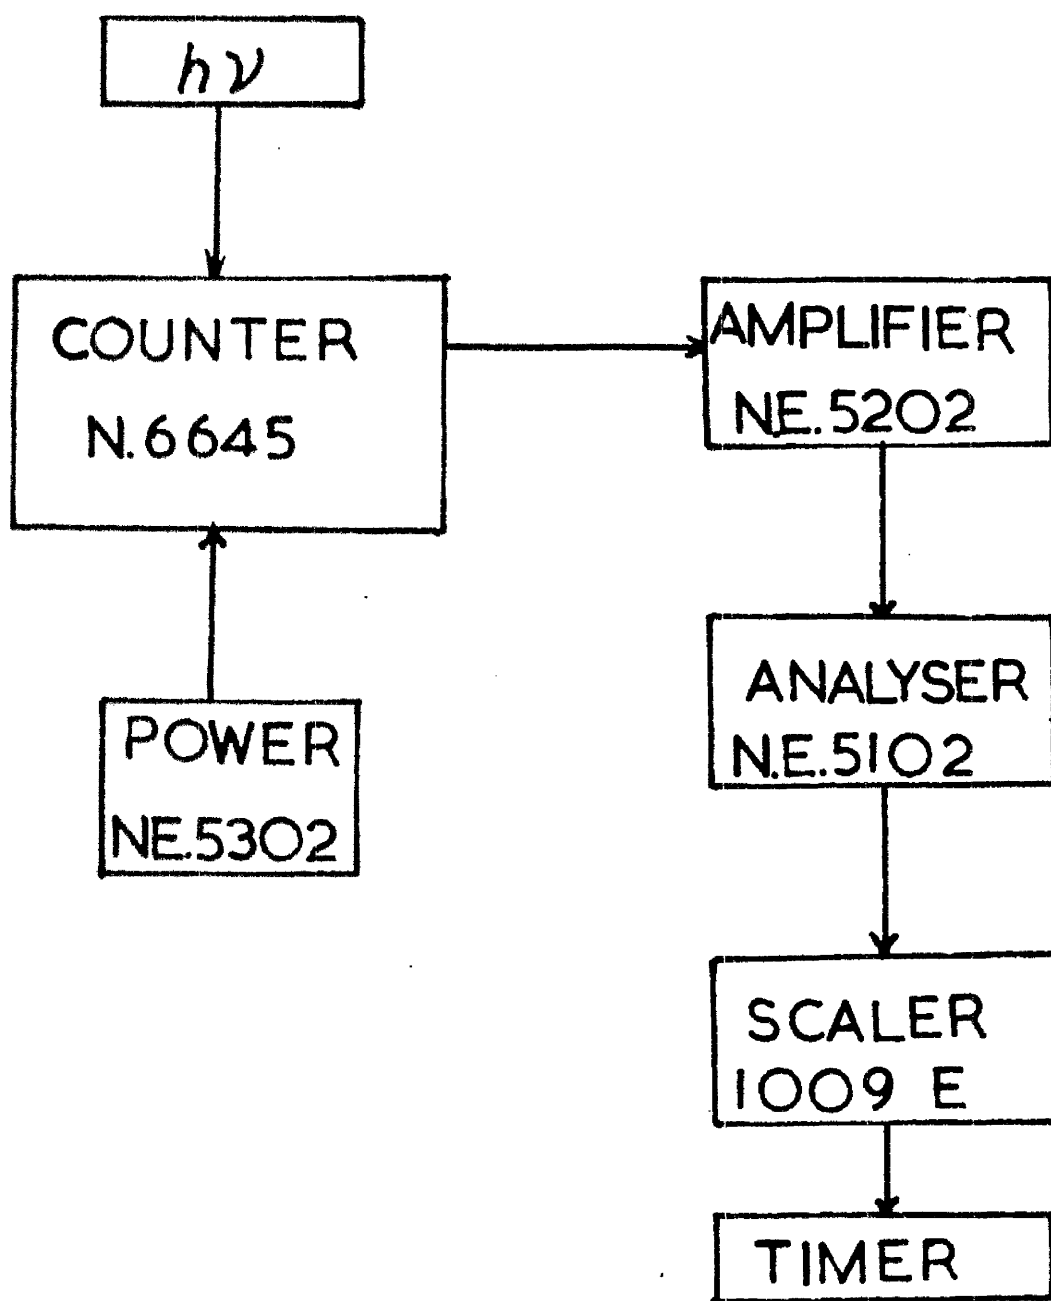 hν
COUNTER
N.6645
AMPLIFIER
NE.5202
POWER
NE.5302
ANALYSER
N.E.5102
SCALER
1009 E
TIMER